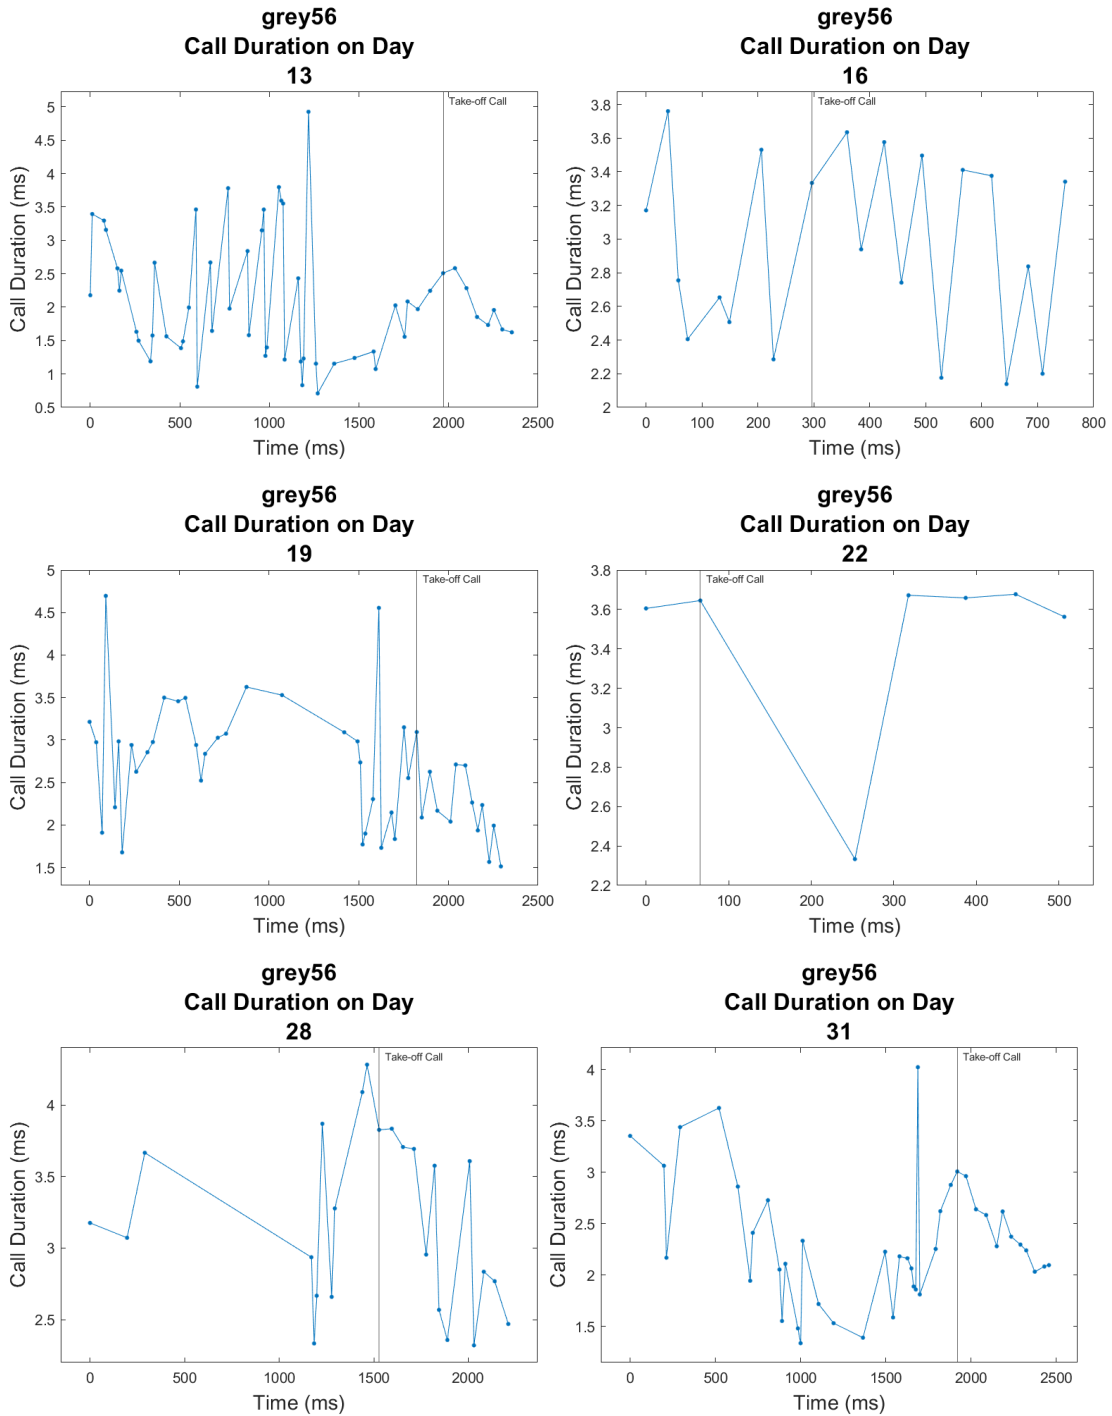 grey56
Call Duration on Day
13
Take-off Call
5
4.5
4
3.5
3
2.5
2
1.5
1
0.5
Call Duration (ms)
0 500 1000 1500 2000 2500
Time (ms)
grey56
Call Duration on Day
16
Take-off Call
3.8
3.6
3.4
3.2
3
2.8
2.6
2.4
2.2
2
Call Duration (ms)
0 100 200 300 400 500 600 700 800
Time (ms)
grey56
Call Duration on Day
19
Take-off Call
5
4.5
4
3.5
3
2.5
2
1.5
Call Duration (ms)
0 500 1000 1500 2000 2500
Time (ms)
grey56
Call Duration on Day
22
Take-off Call
3.8
3.6
3.4
3.2
3
2.8
2.6
2.4
2.2
Call Duration (ms)
0 100 200 300 400 500
Time (ms)
grey56
Call Duration on Day
28
Take-off Call
4
3.5
3
2.5
Call Duration (ms)
0 500 1000 1500 2000
Time (ms)
grey56
Call Duration on Day
31
Take-off Call
4
3.5
3
2.5
2
1.5
Call Duration (ms)
0 500 1000 1500 2000 2500
Time (ms)